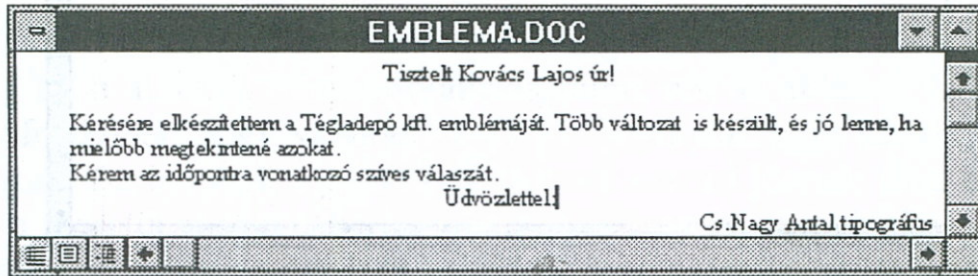 EMBLEMA.DOC
Tisztelt Kovács Lajos úr!
Kérésére elkészítettem a Tégladepó kft. emblémáját. Több változat is készült, és jó lenne, ha
mielőbb megtekintené azokat.
Kérem az időpontra vonatkozó szíves válaszát.
Üdvözlettel:
Cs.Nagy Antal tipográfus